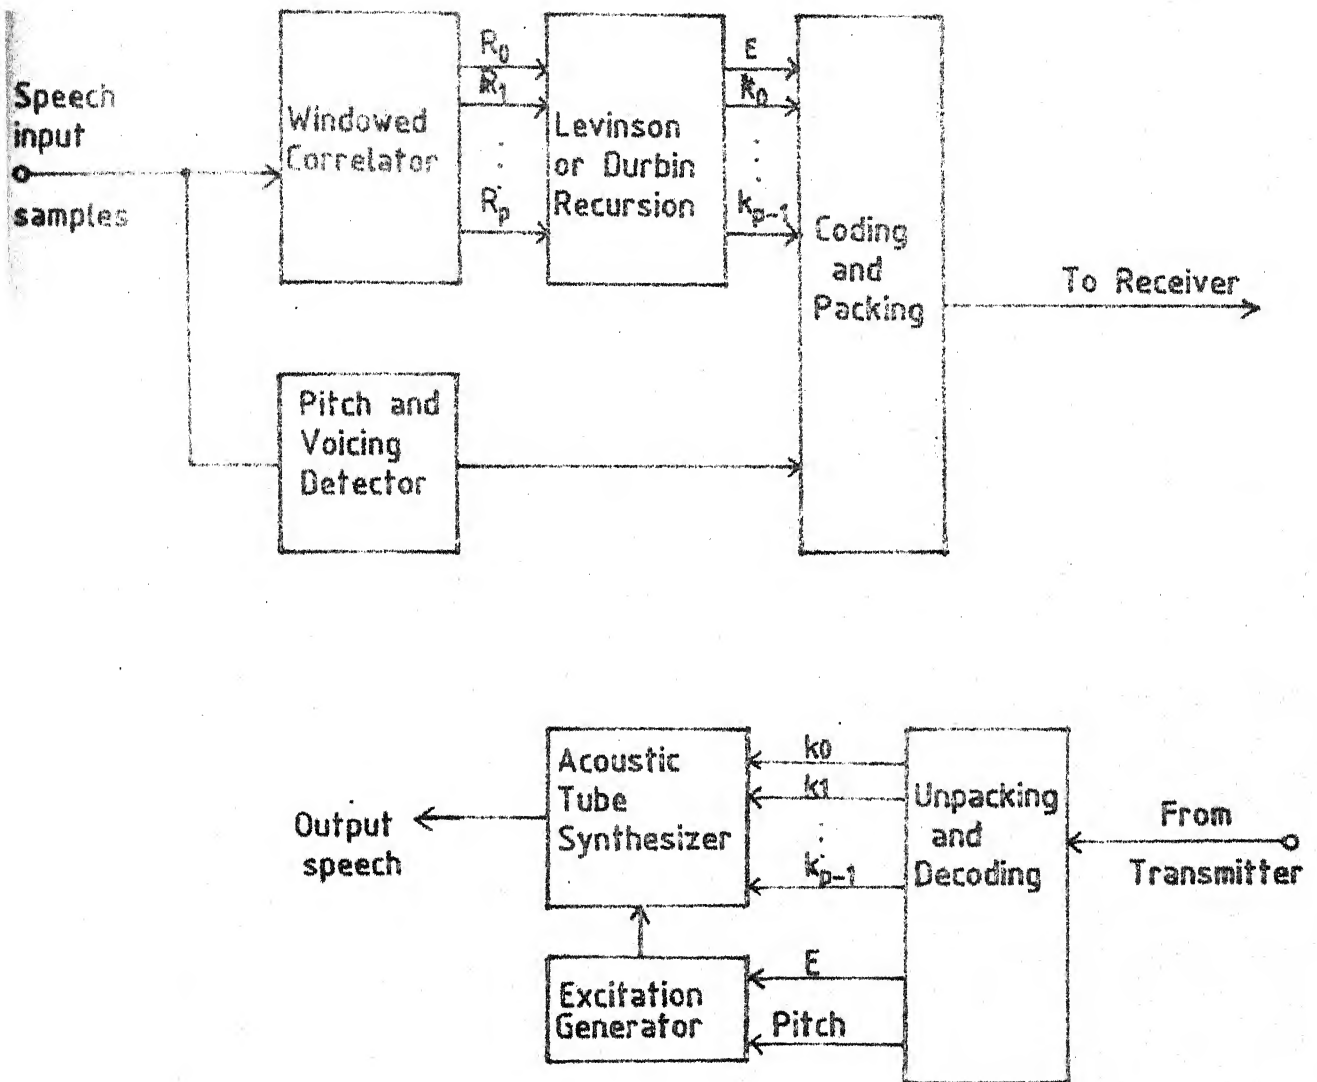 Speech
input
samples
Windowed
Correlator
R₀
R₁
⋮
Rₚ
Levinson
or Durbin
Recursion
E
k₀
⋮
kₚ₋₁
Coding
and
Packing
To Receiver
Pitch and
Voicing
Detector
Acoustic
Tube
Synthesizer
k0
k1
⋮
kₚ₋₁
Unpacking
and
Decoding
From
Transmitter
Output
speech
Excitation
Generator
E
Pitch